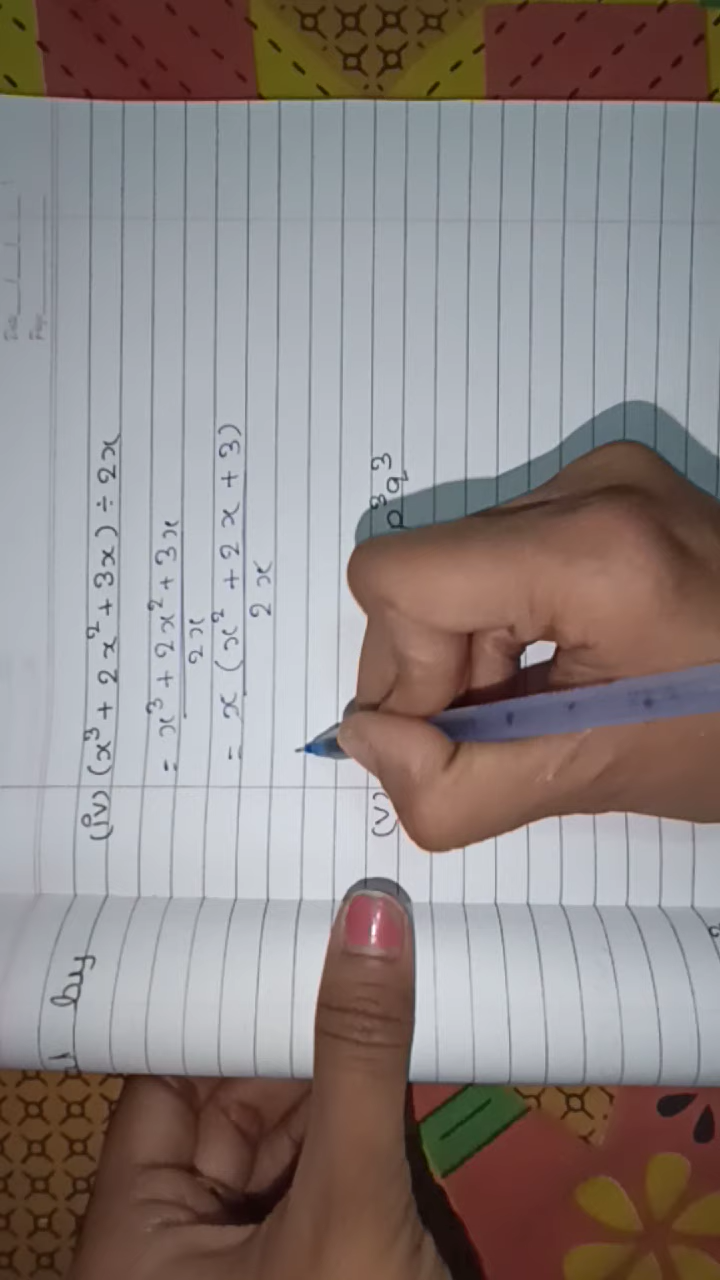 (iv) (x³ + 2x² + 3x) ÷ 2x
= x³ + 2x² + 3x
2x
= x (x² + 2x + 3)
2x
(v) p³q³
by